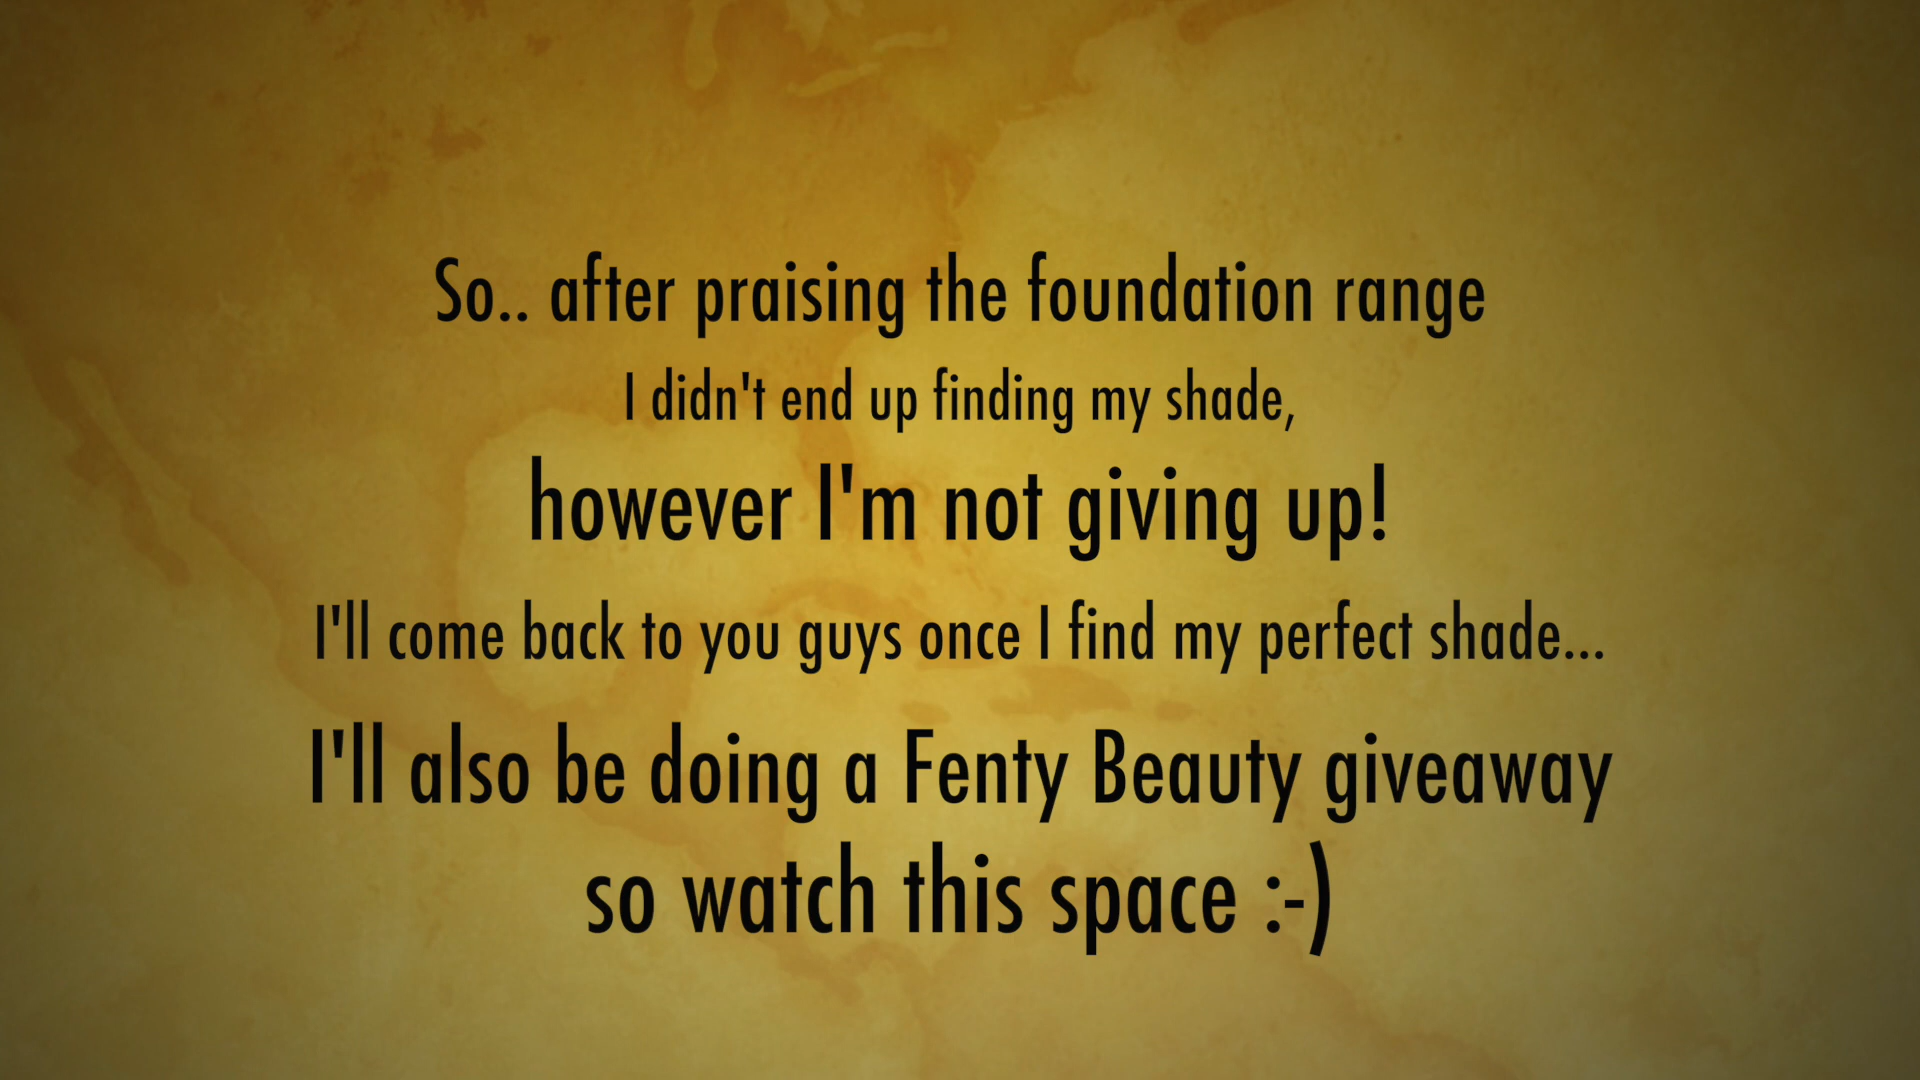 So.. after praising the foundation range
I didn't end up finding my shade,
however I'm not giving up!
I'll come back to you guys once I find my perfect shade...
I'll also be doing a Fenty Beauty giveaway
so watch this space :-)